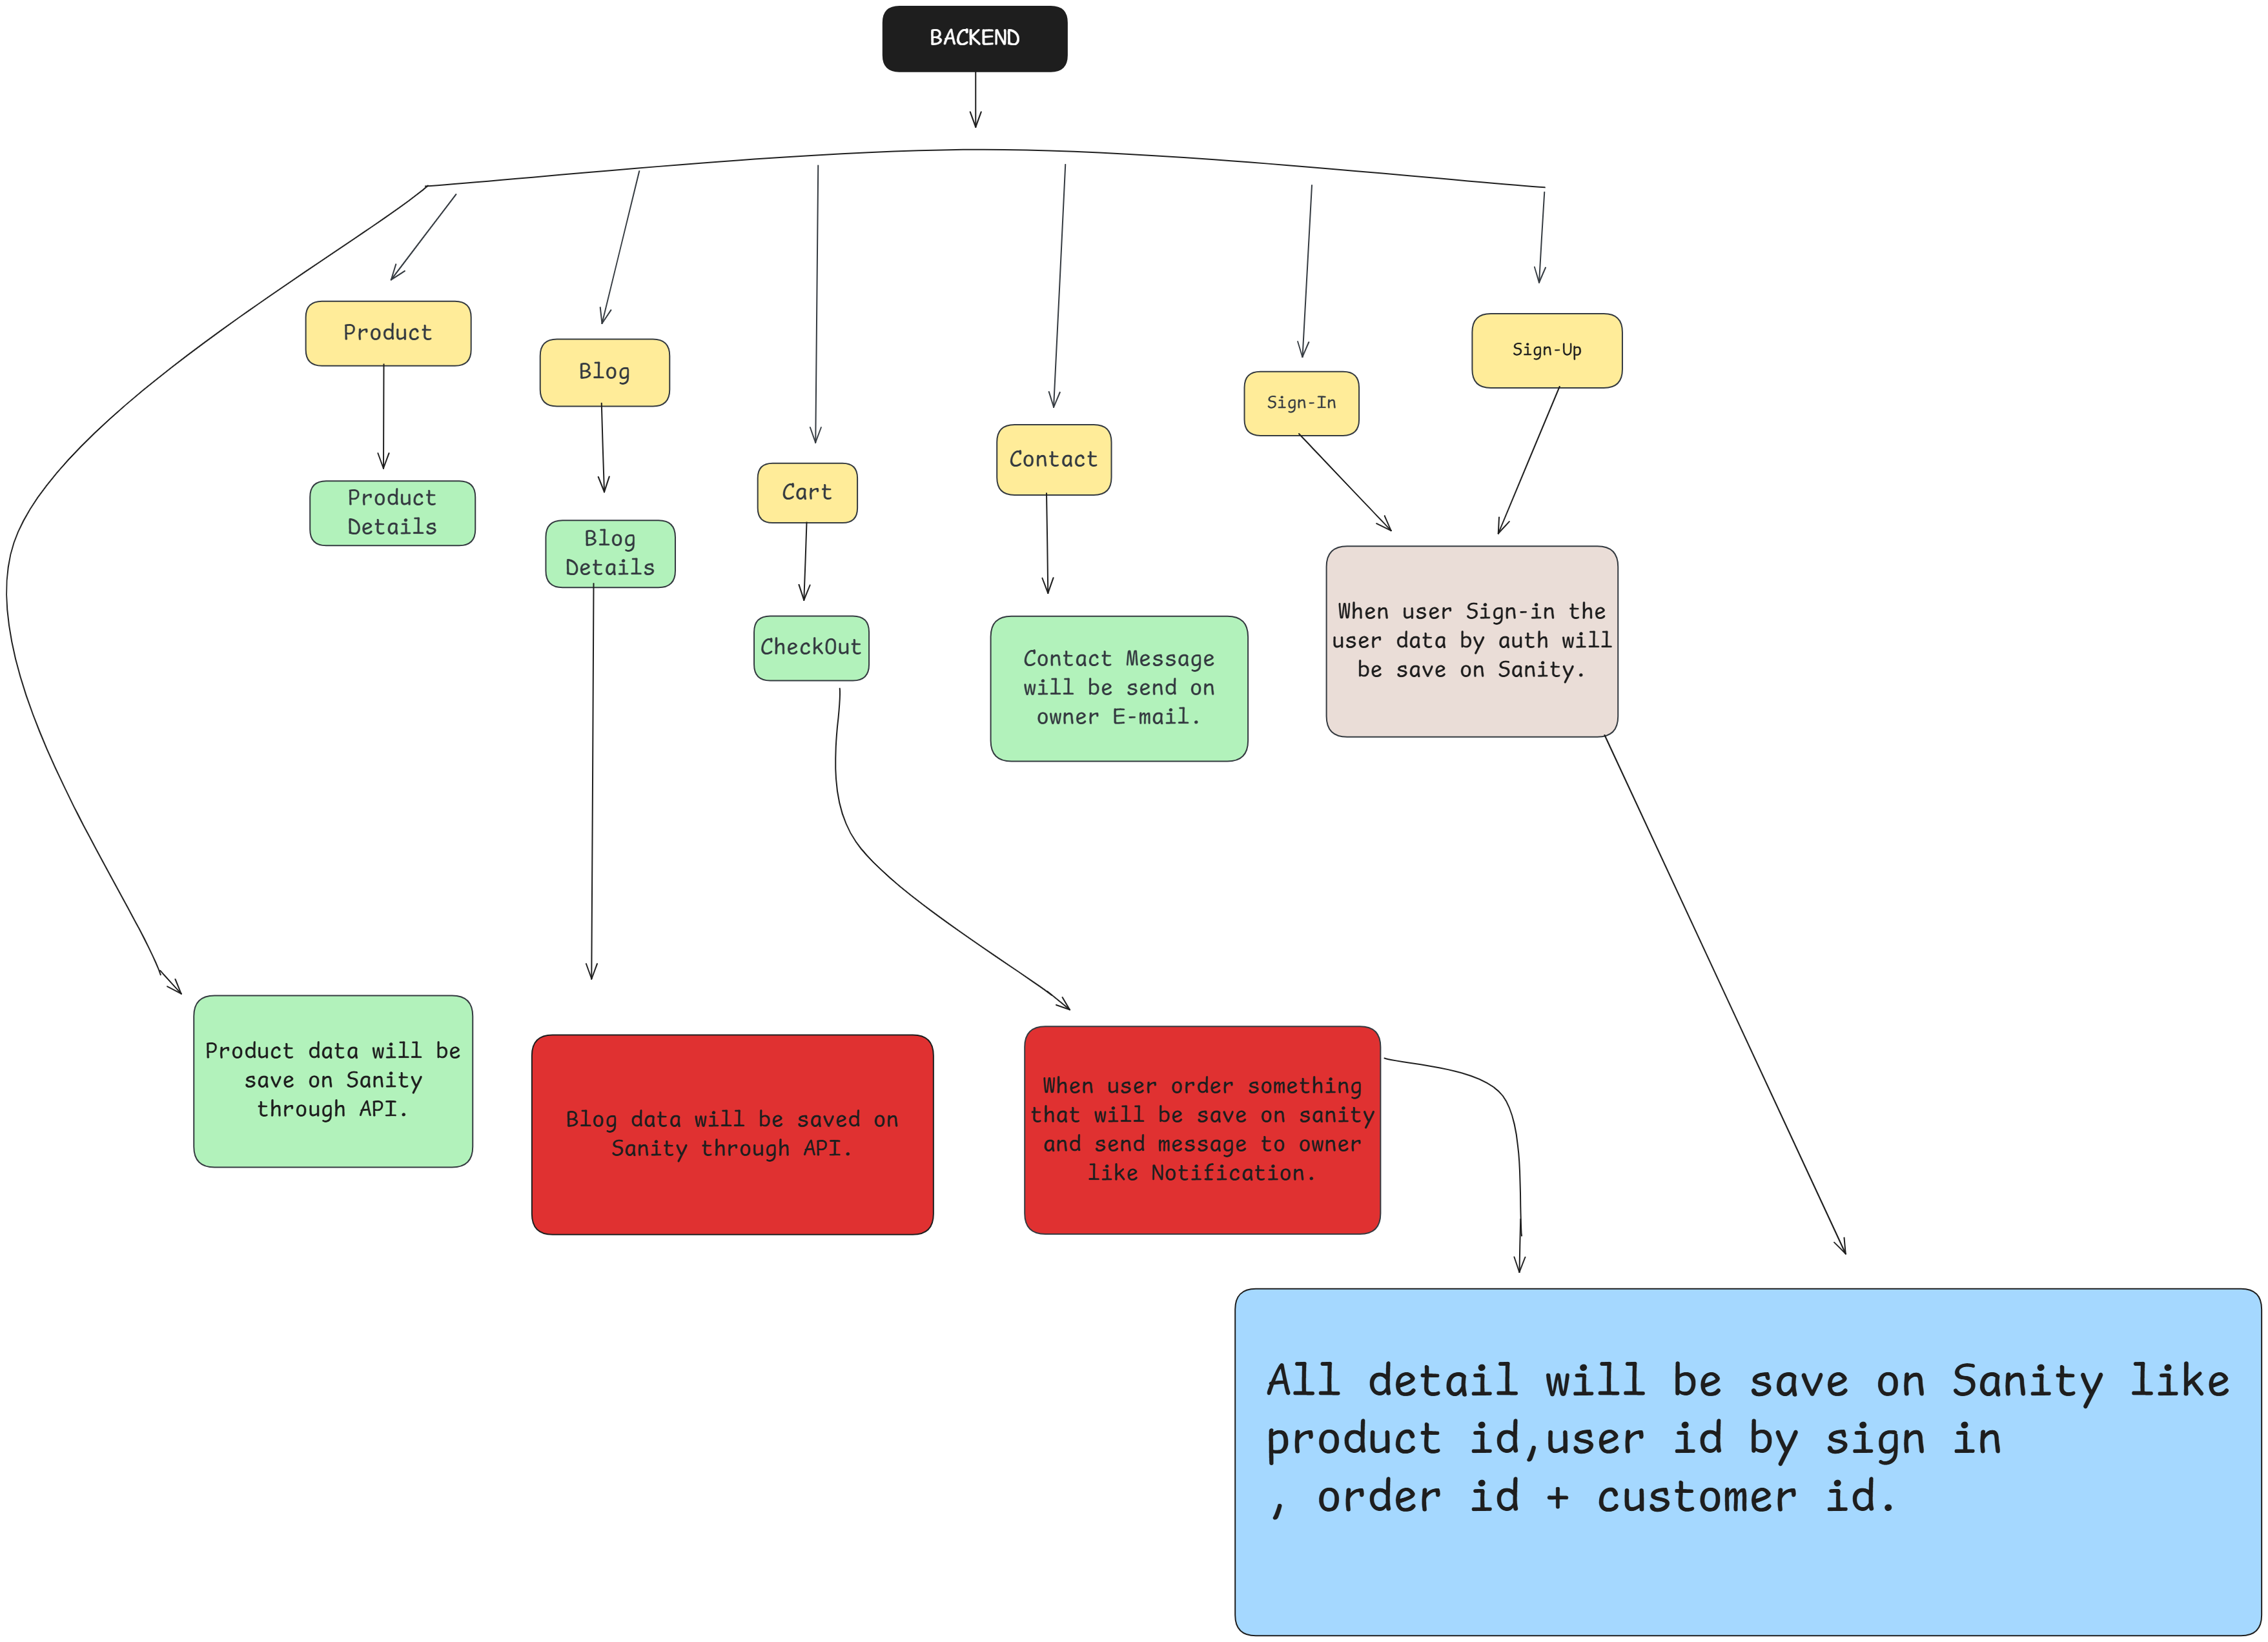 BACKEND
Product
Blog
Sign-Up
Sign-In
Contact
Cart
Product
Details
Blog
Details
CheckOut
Contact Message
will be send on
owner E-mail.
When user Sign-in the
user data by auth will
be save on Sanity.
Product data will be
save on Sanity
through API.
Blog data will be saved on
Sanity through API.
When user order something
that will be save on sanity
and send message to owner
like Notification.
All detail will be save on Sanity like
product id,user id by sign in
, order id + customer id.